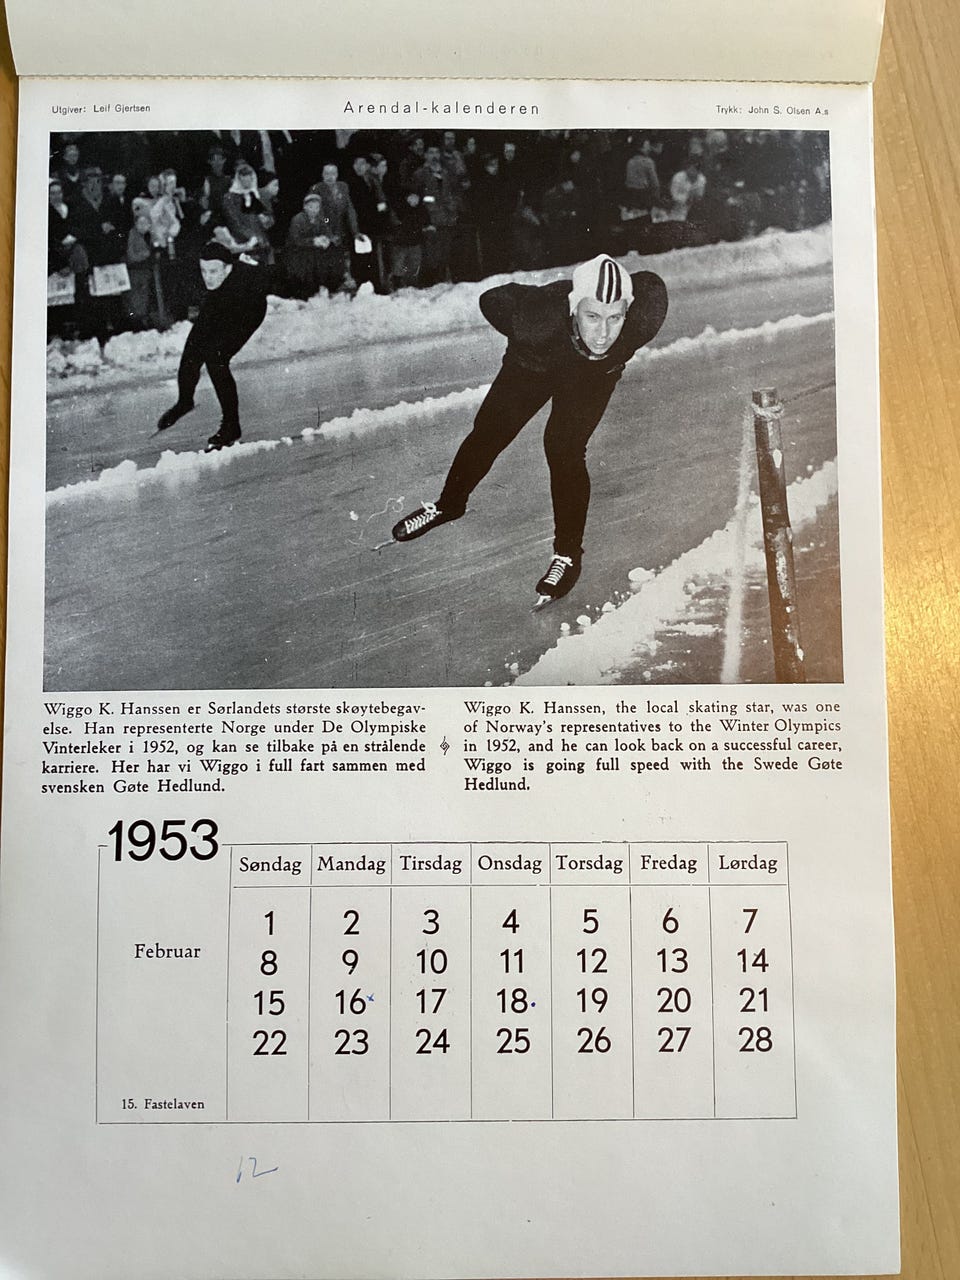 Utgiver: Leif Gjertsen
Arendal-kalenderen
Trykk: John S. Olsen A.s
Wiggo K. Hanssen er Sørlandets største skøytebegav-
else. Han representerte Norge under De Olympiske
Vinterleker i 1952, og kan se tilbake på en strålende
karriere. Her har vi Wiggo i full fart sammen med
svensken Gøte Hedlund.
Wiggo K. Hanssen, the local skating star, was one
of Norway's representatives to the Winter Olympics
in 1952, and he can look back on a successful career,
Wiggo is going full speed with the Swede Gøte
Hedlund.
1953
Søndag Mandag Tirsdag Onsdag Torsdag Fredag Lørdag
Februar
1 2 3 4 5 6 7
8 9 10 11 12 13 14
15 16 17 18 19 20 21
22 23 24 25 26 27 28
15. Fastelaven
12